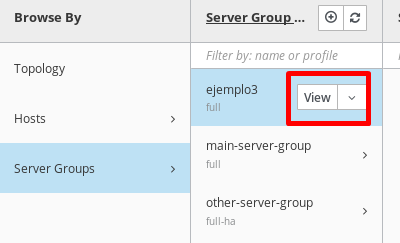 Browse By
Topology
Hosts
Server Groups
Server Group ...
Filter by: name or profile
ejemplo3
full
View
main-server-group
full
other-server-group
full-ha